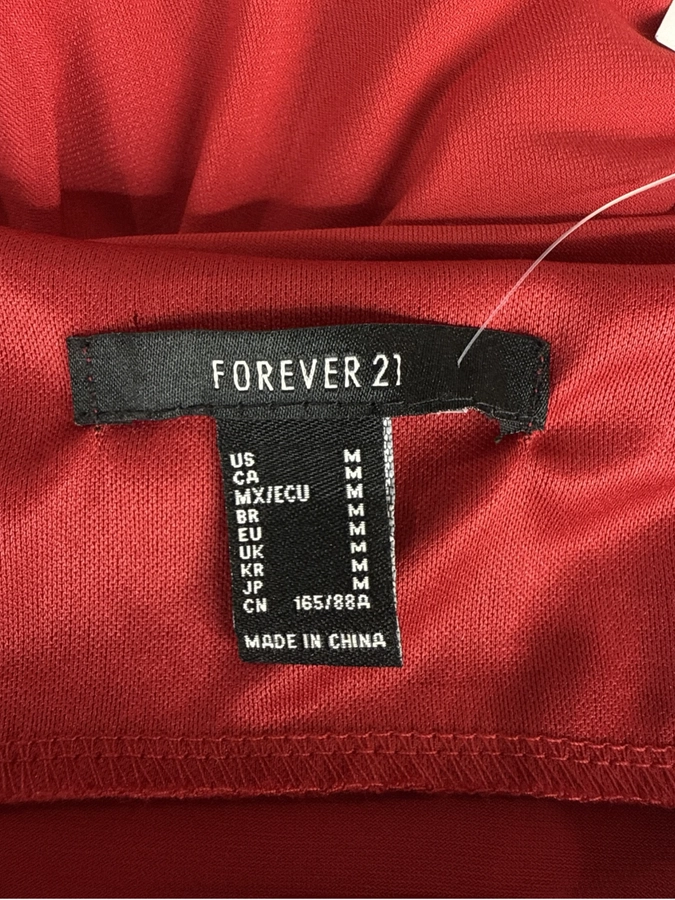 FOREVER 21
US M
CA M
MX/ECU M
BR M
EU M
UK M
KR M
JP M
CN 165/88A
MADE IN CHINA